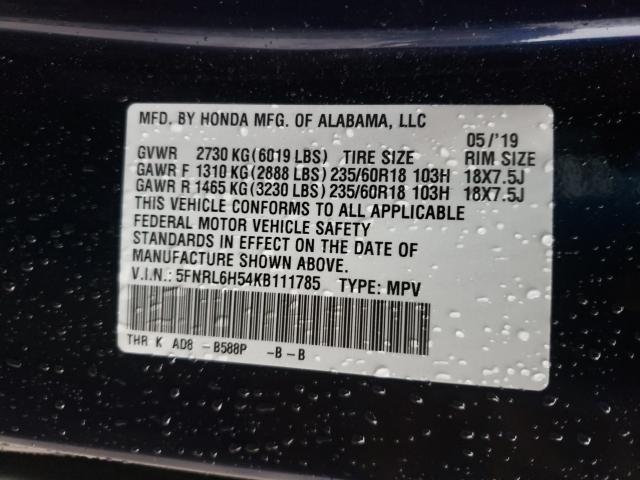 MFD. BY HONDA MFG. OF ALABAMA, LLC
05/'19
GVWR 2730 KG(6019 LBS) TIRE SIZE RIM SIZE
GAWR F 1310 KG(2888 LBS)235/60R18 103H 18X7.5J
GAWR R 1465 KG(3230 LBS)235/60R18 103H 18X7.5J
THIS VEHICLE CONFORMS TO ALL APPLICABLE
FEDERAL MOTOR VEHICLE SAFETY
STANDARDS IN EFFECT ON THE DATE OF
MANUFACTURE SHOWN ABOVE.
V.I.N.: 5FNRL6H54KB111785 TYPE: MPV
THR K AD8 -B588P -B-B